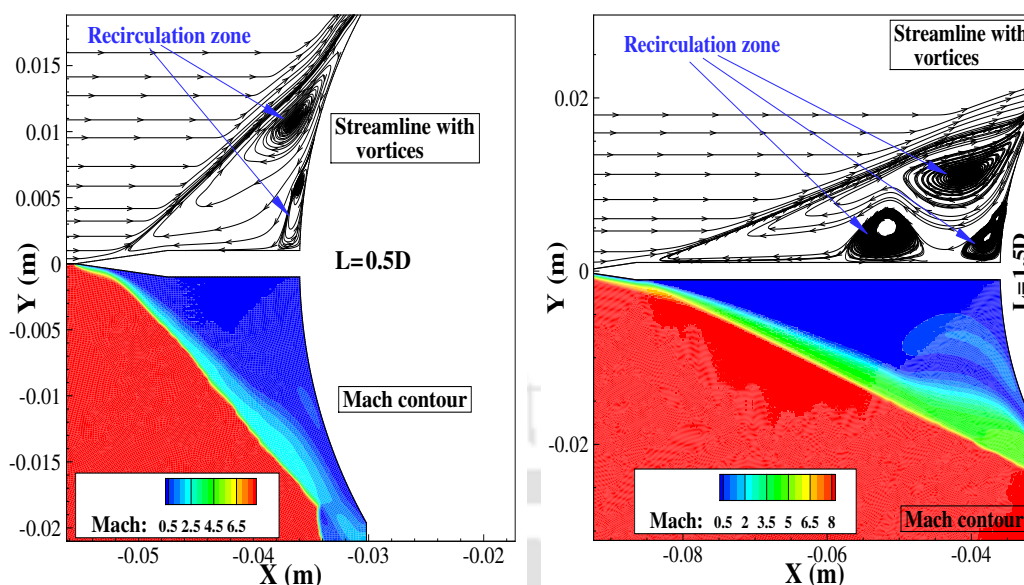 Recirculation zone
0.015
0.01
0.005
0
-0.005
-0.01
-0.015
-0.02
Y (m)
Streamline with
vortices
L=0.5D
Mach contour
Mach: 0.5 2.5 4.5 6.5
-0.05 -0.04 -0.03 -0.02
X (m)
Recirculation zone
Streamline with
vortices
0.02
0
-0.02
Y (m)
L=1.5D
Mach: 0.5 2 3.5 5 6.5 8
Mach contour
-0.08 -0.06 -0.04
X (m)